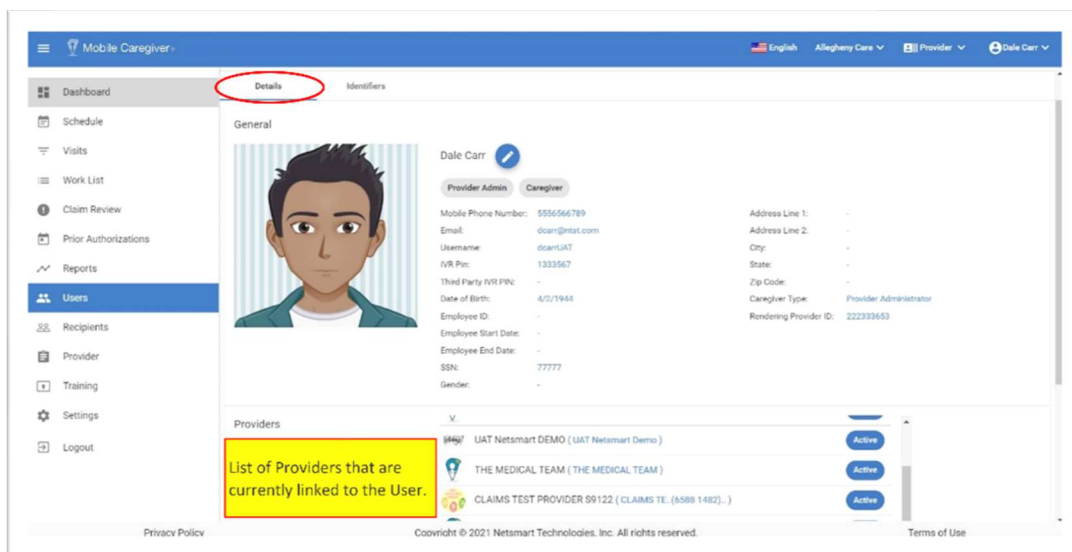 Mobile Caregiver+
English Allegheny Care Provider Dale Carr
Dashboard
Schedule
Visits
Work List
Claim Review
Prior Authorizations
Reports
Users
Recipients
Provider
Training
Settings
Logout
Details Identifiers
General
Dale Carr
Provider Admin Caregiver
Mobile Phone Number: 5556566789
Email: dcarr@ntst.com
Username: dcarrUAT
IVR Pin: 1333567
Third Party IVR PIN: -
Date of Birth: 4/2/1944
Employee ID: -
Employee Start Date: -
Employee End Date: -
SSN: 77777
Gender: -
Address Line 1: -
Address Line 2: -
City: -
State: -
Zip Code: -
Caregiver Type: Provider Administrator
Rendering Provider ID: 222333653
Providers
List of Providers that are
currently linked to the User.
UAT Netsmart DEMO ( UAT Netsmart Demo ) Active
THE MEDICAL TEAM ( THE MEDICAL TEAM ) Active
CLAIMS TEST PROVIDER S9122 ( CLAIMS TE..(6588 1482).. ) Active
Privacy Policy Copyright © 2021 Netsmart Technologies, Inc. All rights reserved. Terms of Use